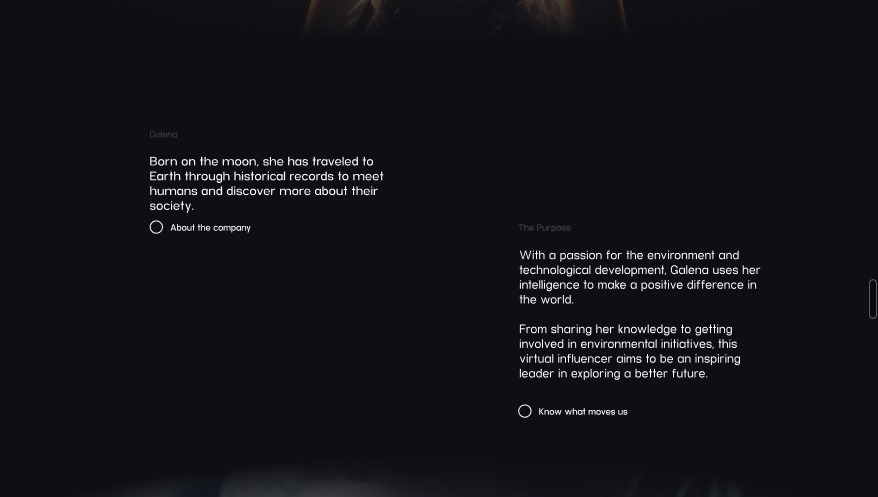 Galena
Born on the moon, she has traveled to
Earth through historical records to meet
humans and discover more about their
society.
About the company
The Purpose
With a passion for the environment and
technological development, Galena uses her
intelligence to make a positive difference in
the world.
From sharing her knowledge to getting
involved in environmental initiatives, this
virtual influencer aims to be an inspiring
leader in exploring a better future.
Know what moves us